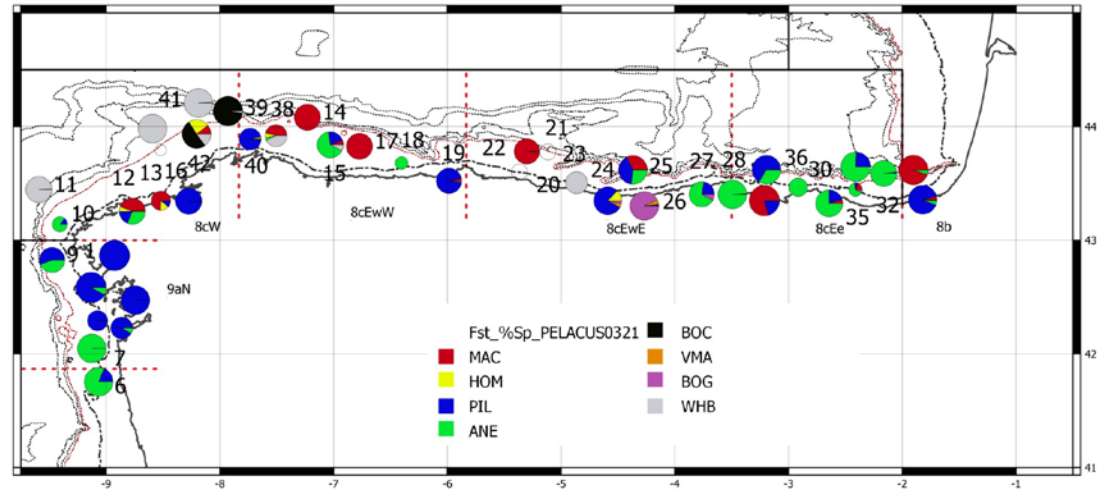 41 39 38 14
44
21
17 18
22 23
12 13 16 42 40 15 19 20 24 25 27 28 36 30
11
10
26 35 32
8cW 8cEwW 8cEwE 8cEe 8b
43
9 1
9aN
7
6
42
41
Fst_%Sp_PELACUS0321
MAC
HOM
PIL
ANE
BOC
VMA
BOG
WHB
-9 -8 -7 -6 -5 -4 -3 -2 -1